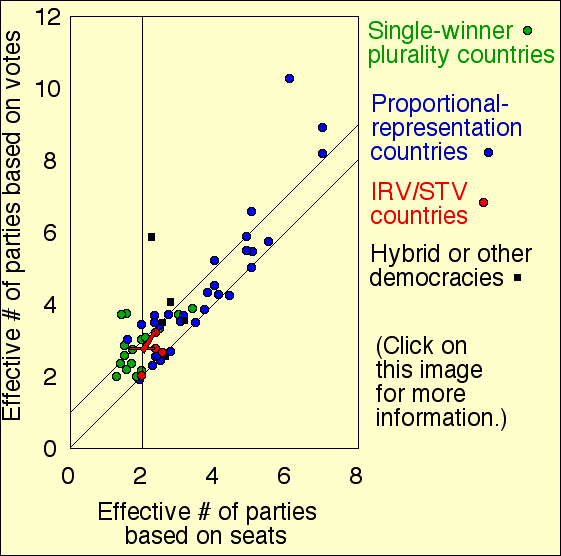 12
10
8
6
4
2
0
Effective # of parties based on votes
0 2 4 6 8
Effective # of parties
based on seats
Single-winner
plurality countries
Proportional-
representation
countries
IRV/STV
countries
Hybrid or other
democracies
(Click on
this image
for more
information.)